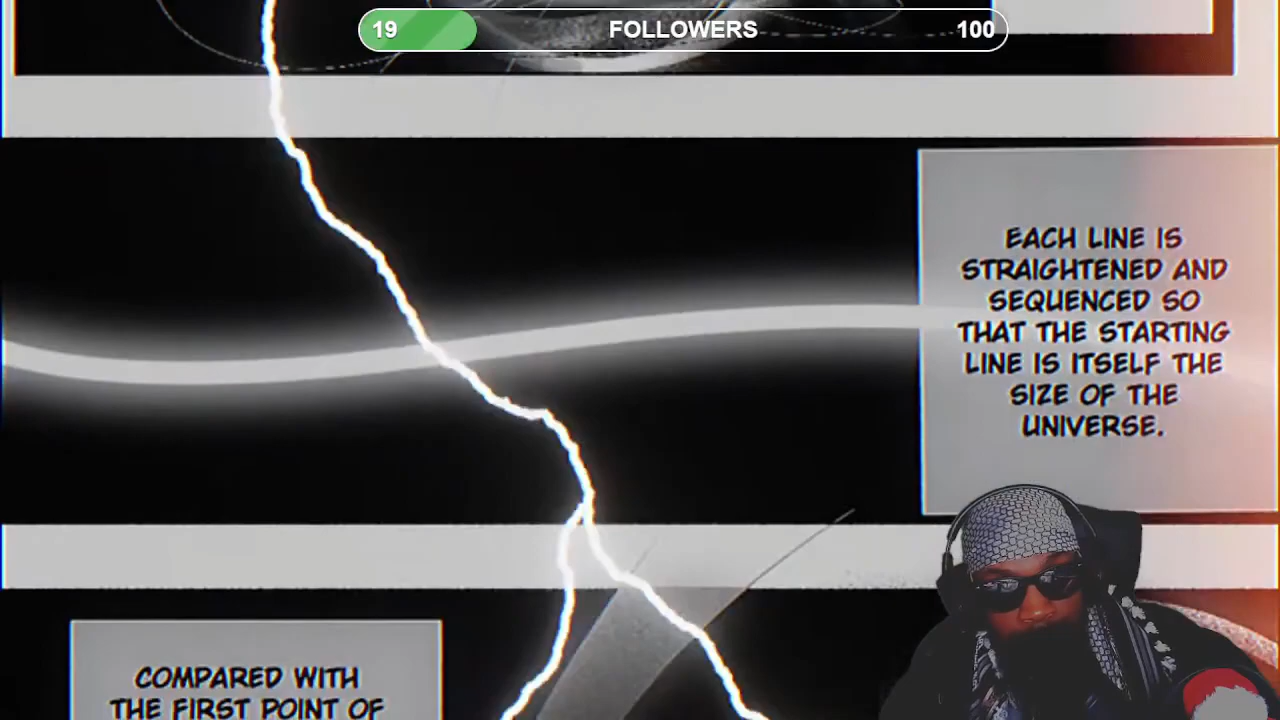 19 FOLLOWERS 100
EACH LINE IS
STRAIGHTENED AND
SEQUENCED SO
THAT THE STARTING
LINE IS ITSELF THE
SIZE OF THE
UNIVERSE.
COMPARED WITH
THE FIRST POINT OF